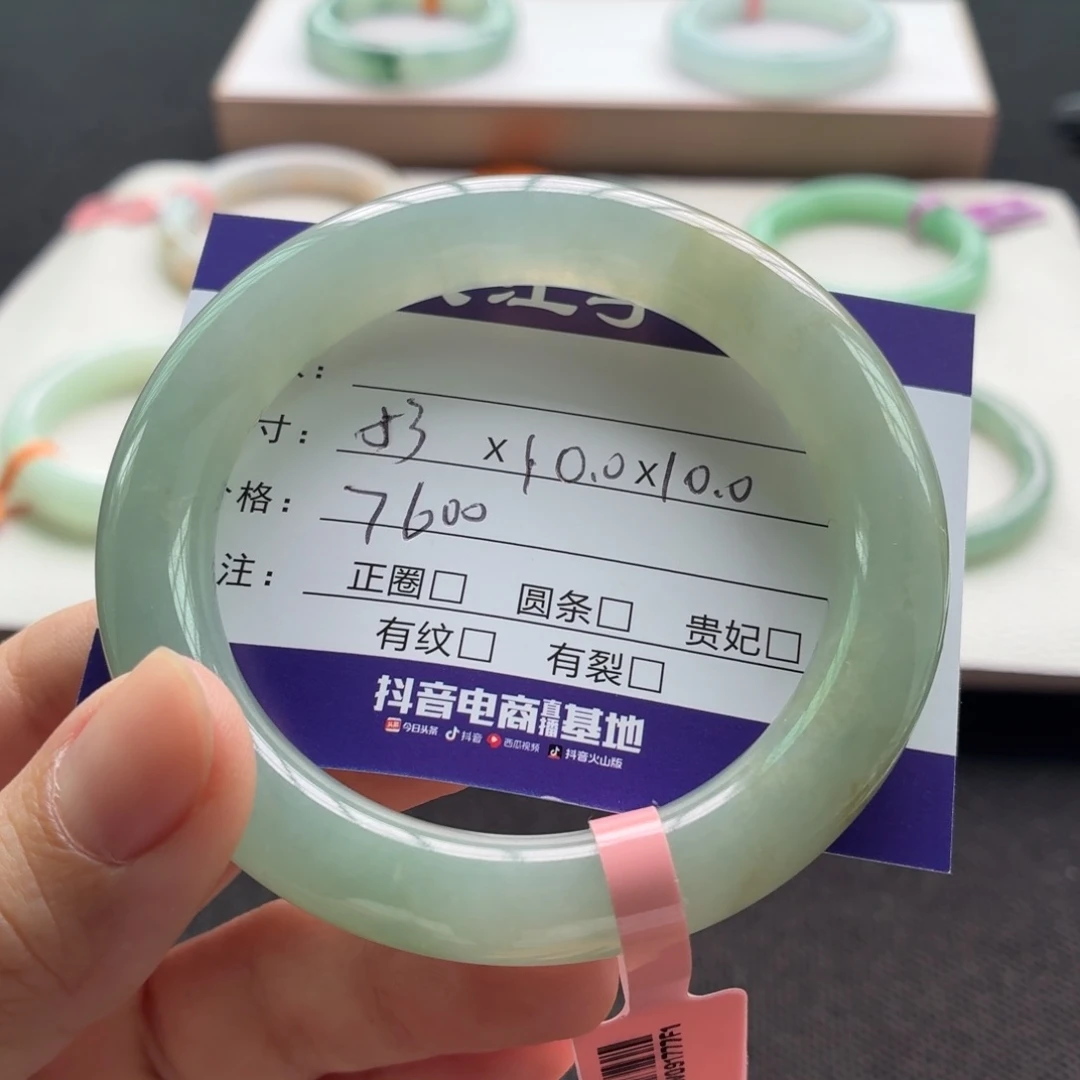 寸: 53 x 10.0x10.0
格: 7600
注: 正圈□ 圆条□ 贵妃□
有纹□ 有裂□
抖音电商直播基地
今日头条 抖音 西瓜视频 抖音火山版